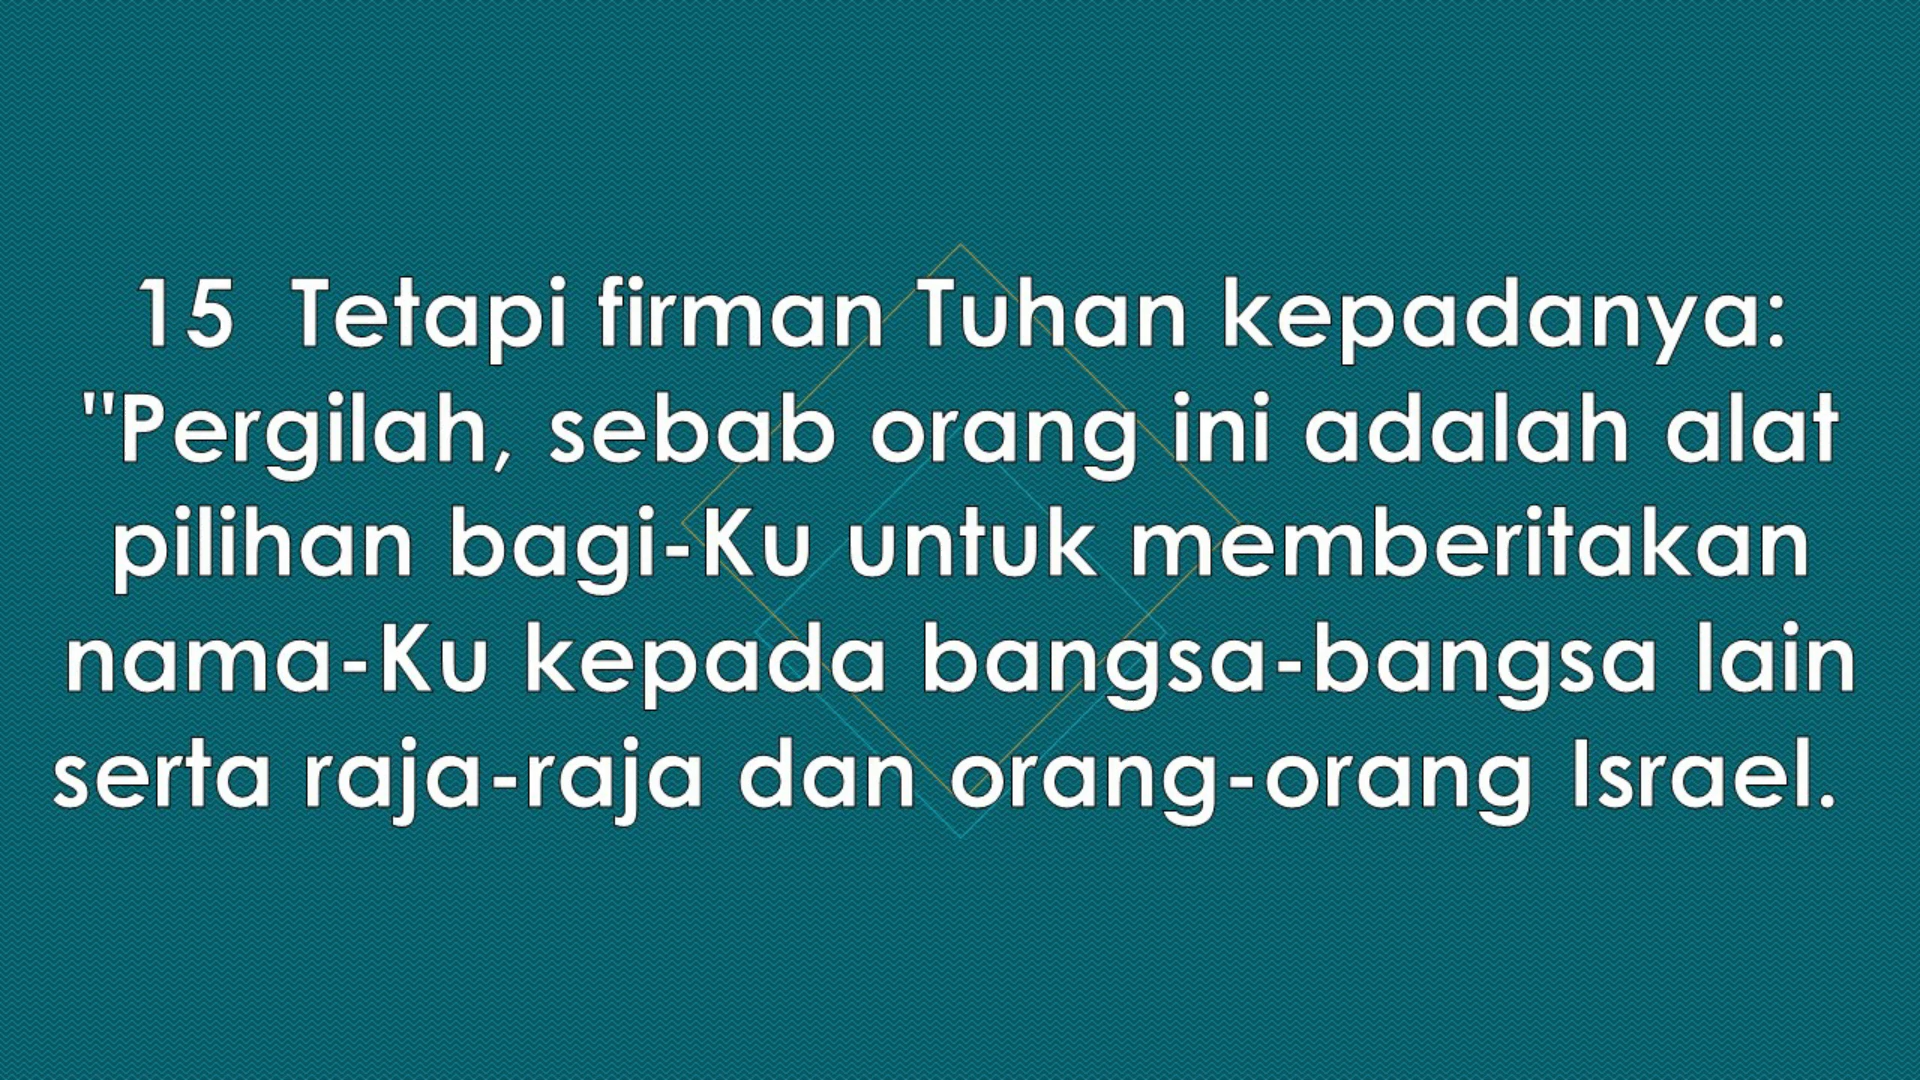 15  Tetapi firman Tuhan kepadanya:
"Pergilah, sebab orang ini adalah alat
pilihan bagi-Ku untuk memberitakan
nama-Ku kepada bangsa-bangsa lain
serta raja-raja dan orang-orang Israel.